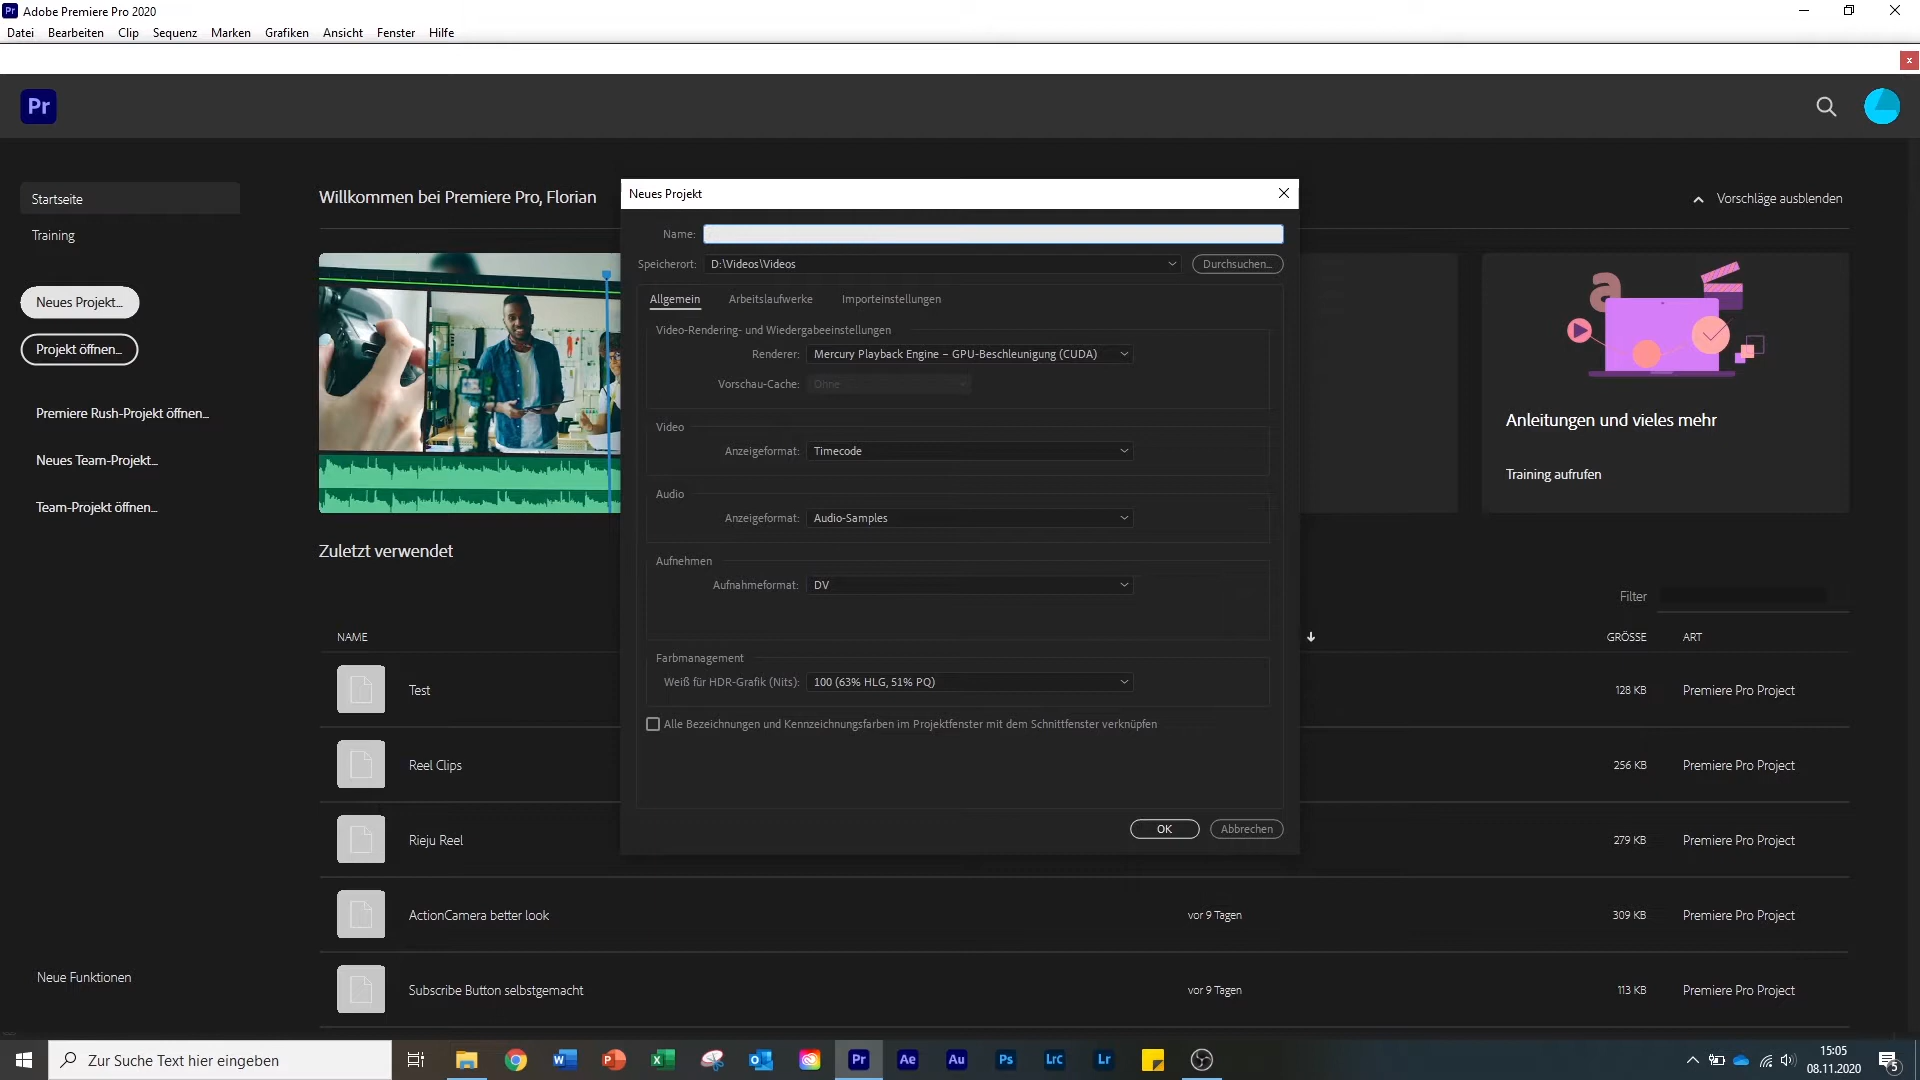 Adobe Premiere Pro 2020
Datei Bearbeiten Clip Sequenz Marken Grafiken Ansicht Fenster Hilfe
Pr
Startseite
Training
Neues Projekt...
Projekt öffnen...
Premiere Rush-Projekt öffnen...
Neues Team-Projekt...
Team-Projekt öffnen...
Neue Funktionen
Willkommen bei Premiere Pro, Florian
Vorschläge ausblenden
Neues Projekt
Name:
Speicherort: D:\Videos\Videos Durchsuchen...
Allgemein Arbeitslaufwerke Importeinstellungen
Video-Rendering- und Wiedergabeeinstellungen
Renderer: Mercury Playback Engine – GPU-Beschleunigung (CUDA)
Vorschau-Cache: Ohne
Video
Anzeigeformat: Timecode
Audio
Anzeigeformat: Audio-Samples
Aufnehmen
Aufnahmeformat: DV
Farbmanagement
Weiß für HDR-Grafik (Nits): 100 (63% HLG, 51% PQ)
Alle Bezeichnungen und Kennzeichnungsfarben im Projektfenster mit dem Schnittfenster verknüpfen
OK Abbrechen
a
Anleitungen und vieles mehr
Training aufrufen
Zuletzt verwendet
Filter
NAME GRÖSSE ART
Test 128 KB Premiere Pro Project
Reel Clips 256 KB Premiere Pro Project
Rieju Reel 279 KB Premiere Pro Project
ActionCamera better look vor 9 Tagen 309 KB Premiere Pro Project
Subscribe Button selbstgemacht vor 9 Tagen 113 KB Premiere Pro Project
Zur Suche Text hier eingeben
Pr Ae Au Ps LrC Lr
15:05
08.11.2020
5